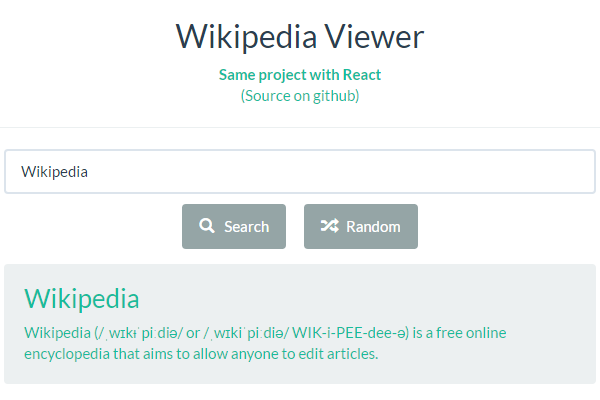 Wikipedia Viewer
Same project with React
(Source on github)
Wikipedia
Search
Random
Wikipedia
Wikipedia (/ˌwɪkɨˈpiːdiə/ or /ˌwɪkiˈpiːdiə/ WIK-i-PEE-dee-ə) is a free online
encyclopedia that aims to allow anyone to edit articles.